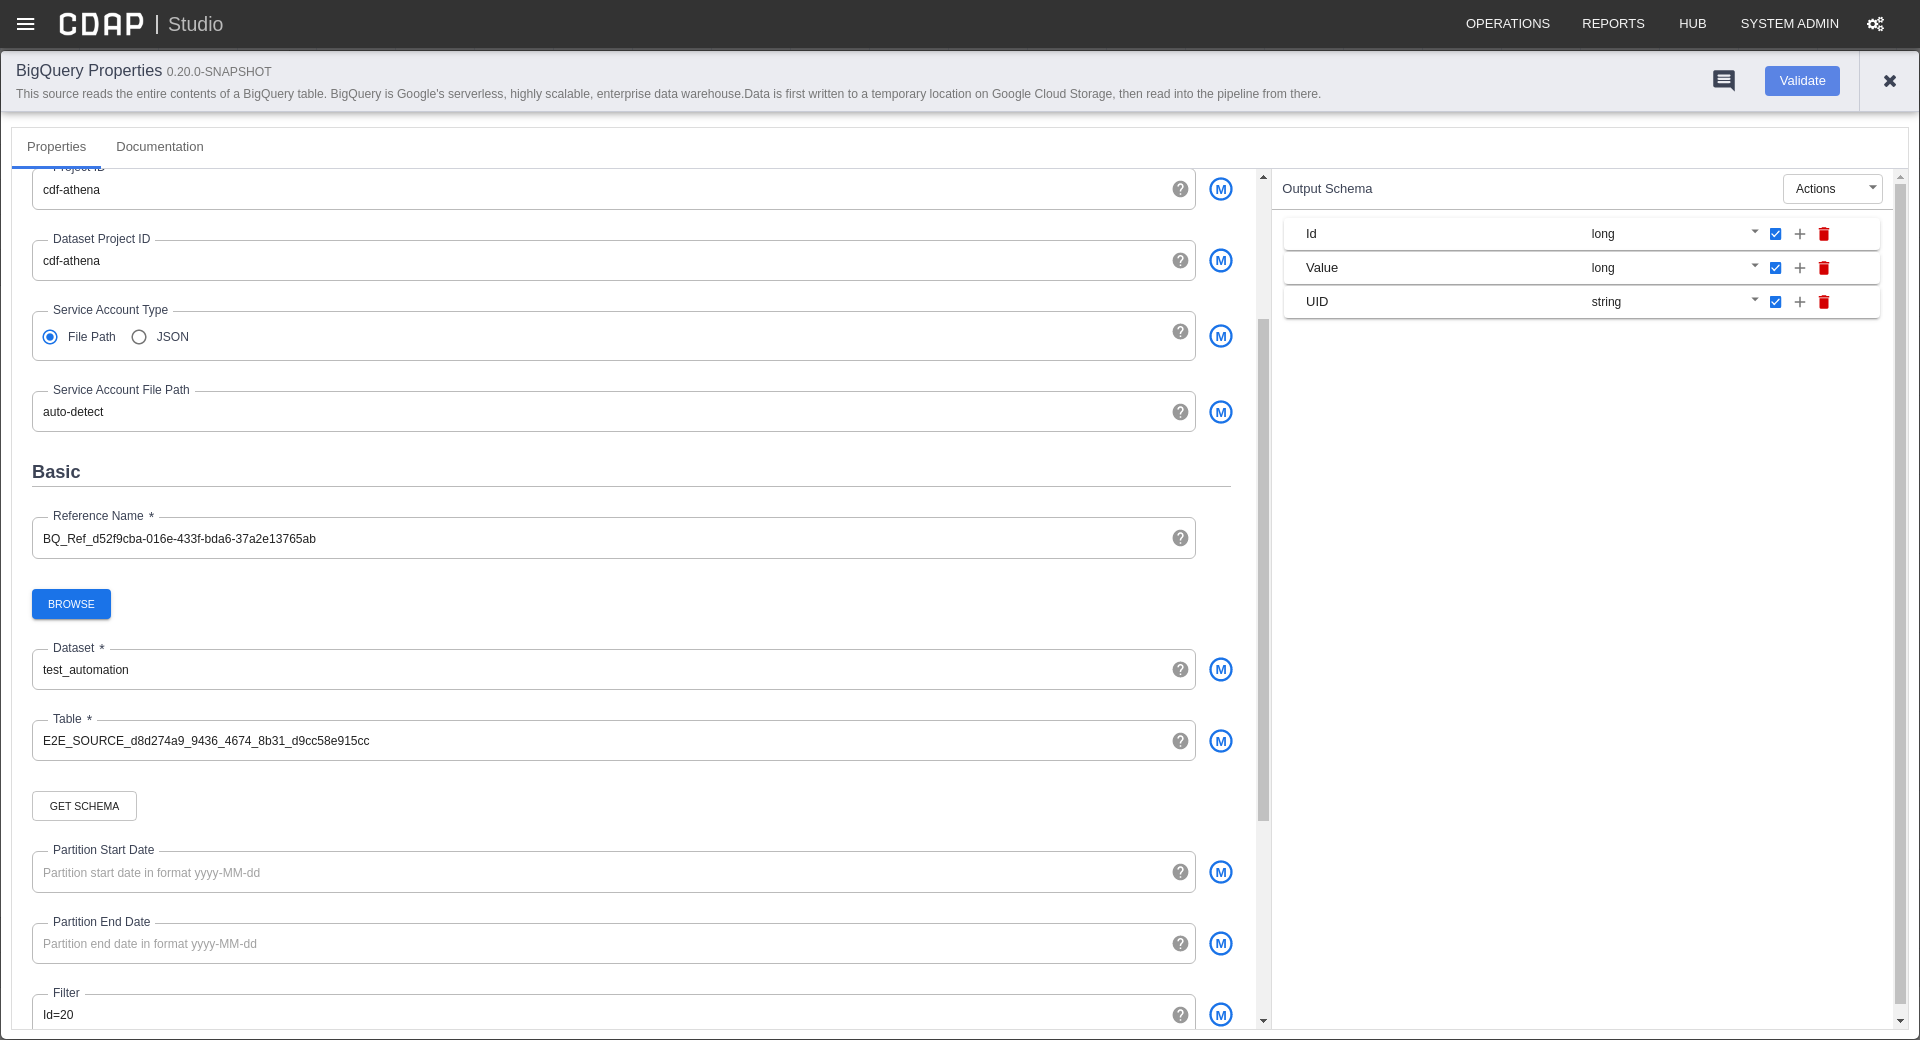 CDAP | Studio
OPERATIONS REPORTS HUB SYSTEM ADMIN
BigQuery Properties 0.20.0-SNAPSHOT
This source reads the entire contents of a BigQuery table. BigQuery is Google's serverless, highly scalable, enterprise data warehouse.Data is first written to a temporary location on Google Cloud Storage, then read into the pipeline from there.
Validate
Properties Documentation
Project ID
cdf-athena
M
Dataset Project ID
cdf-athena
M
Service Account Type
File Path JSON
M
Service Account File Path
auto-detect
M
Basic
Reference Name *
BQ_Ref_d52f9cba-016e-433f-bda6-37a2e13765ab
BROWSE
Dataset *
test_automation
M
Table *
E2E_SOURCE_d8d274a9_9436_4674_8b31_d9cc58e915cc
M
GET SCHEMA
Partition Start Date
Partition start date in format yyyy-MM-dd
M
Partition End Date
Partition end date in format yyyy-MM-dd
M
Filter
Id=20
M
Output Schema
Actions
Id long
Value long
UID string